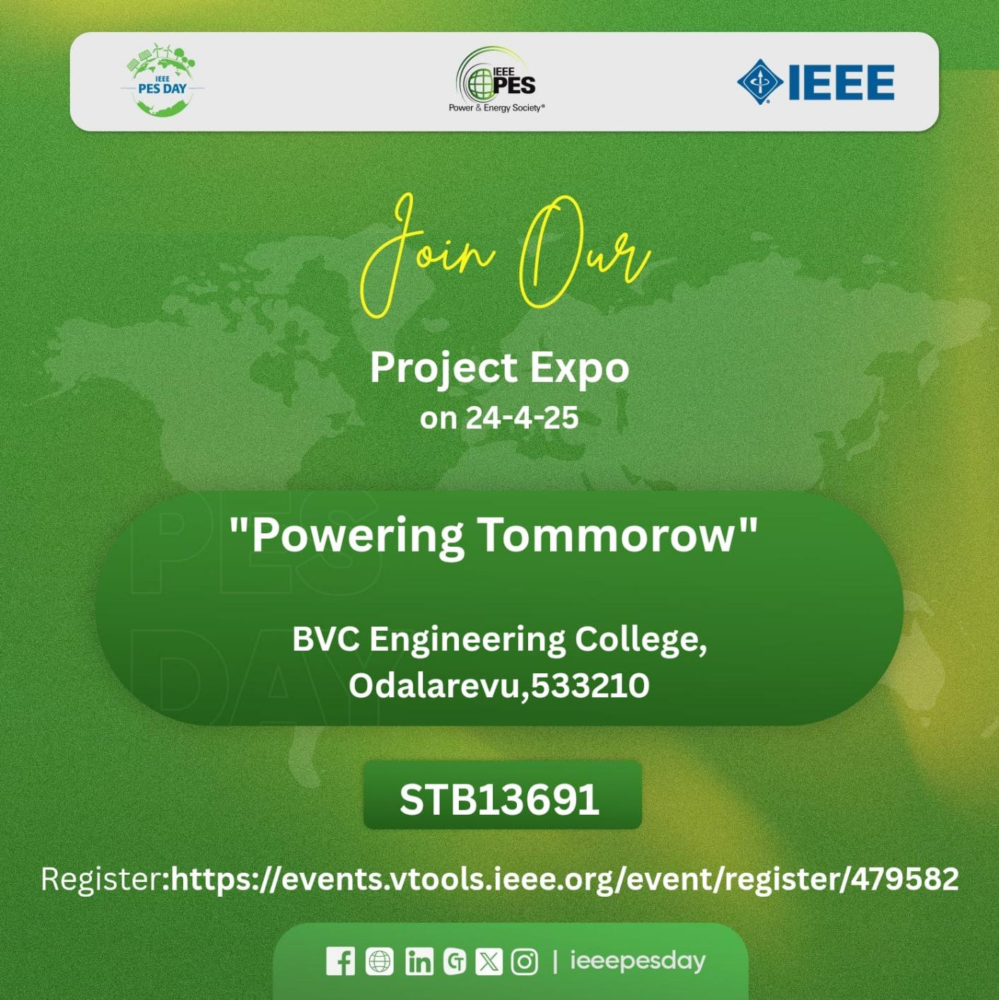 IEEE
PES DAY
IEEE
PES
Power & Energy Society®
IEEE
Join Our
Project Expo
on 24-4-25
PES
DAY
"Powering Tommorow"
BVC Engineering College,
Odalarevu,533210
STB13691
Register:https://events.vtools.ieee.org/event/register/479582
| ieeepesday